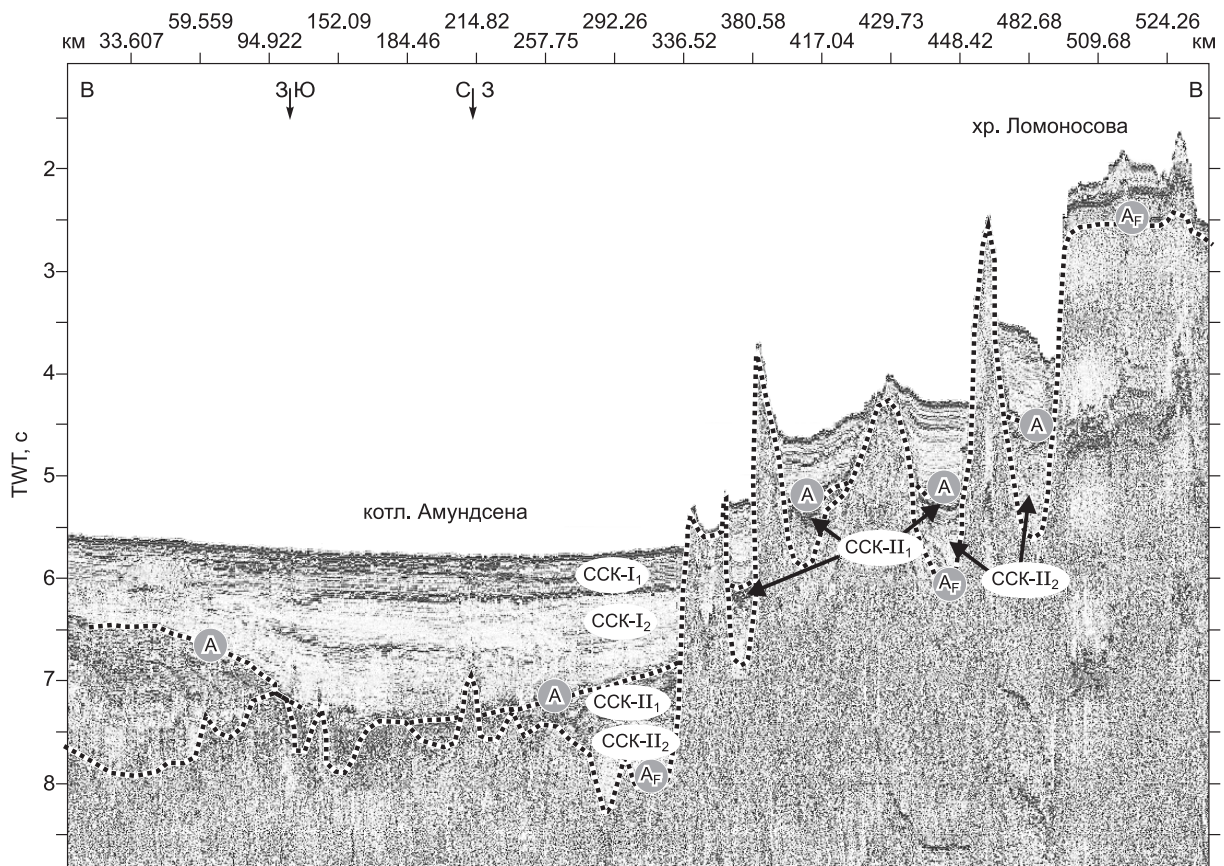 59.559 152.09 214.82 292.26 380.58 429.73 482.68 524.26
км 33.607 94.922 184.46 257.75 336.52 417.04 448.42 509.68 км
В З Ю С З В
хр. Ломоносова
2
A_F
3
4
A
TWT, с
5
A A
котл. Амундсена
ССК-II₁
ССК-I₁
6
A_F ССК-II₂
ССК-I₂
A
7
A ССК-II₁
ССК-II₂
A_F
8